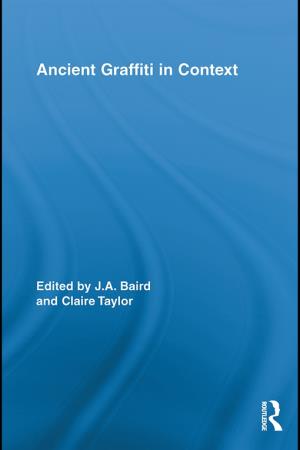 Ancient Graffiti in Context
Edited by J.A. Baird
and Claire Taylor
ROUTLEDGE